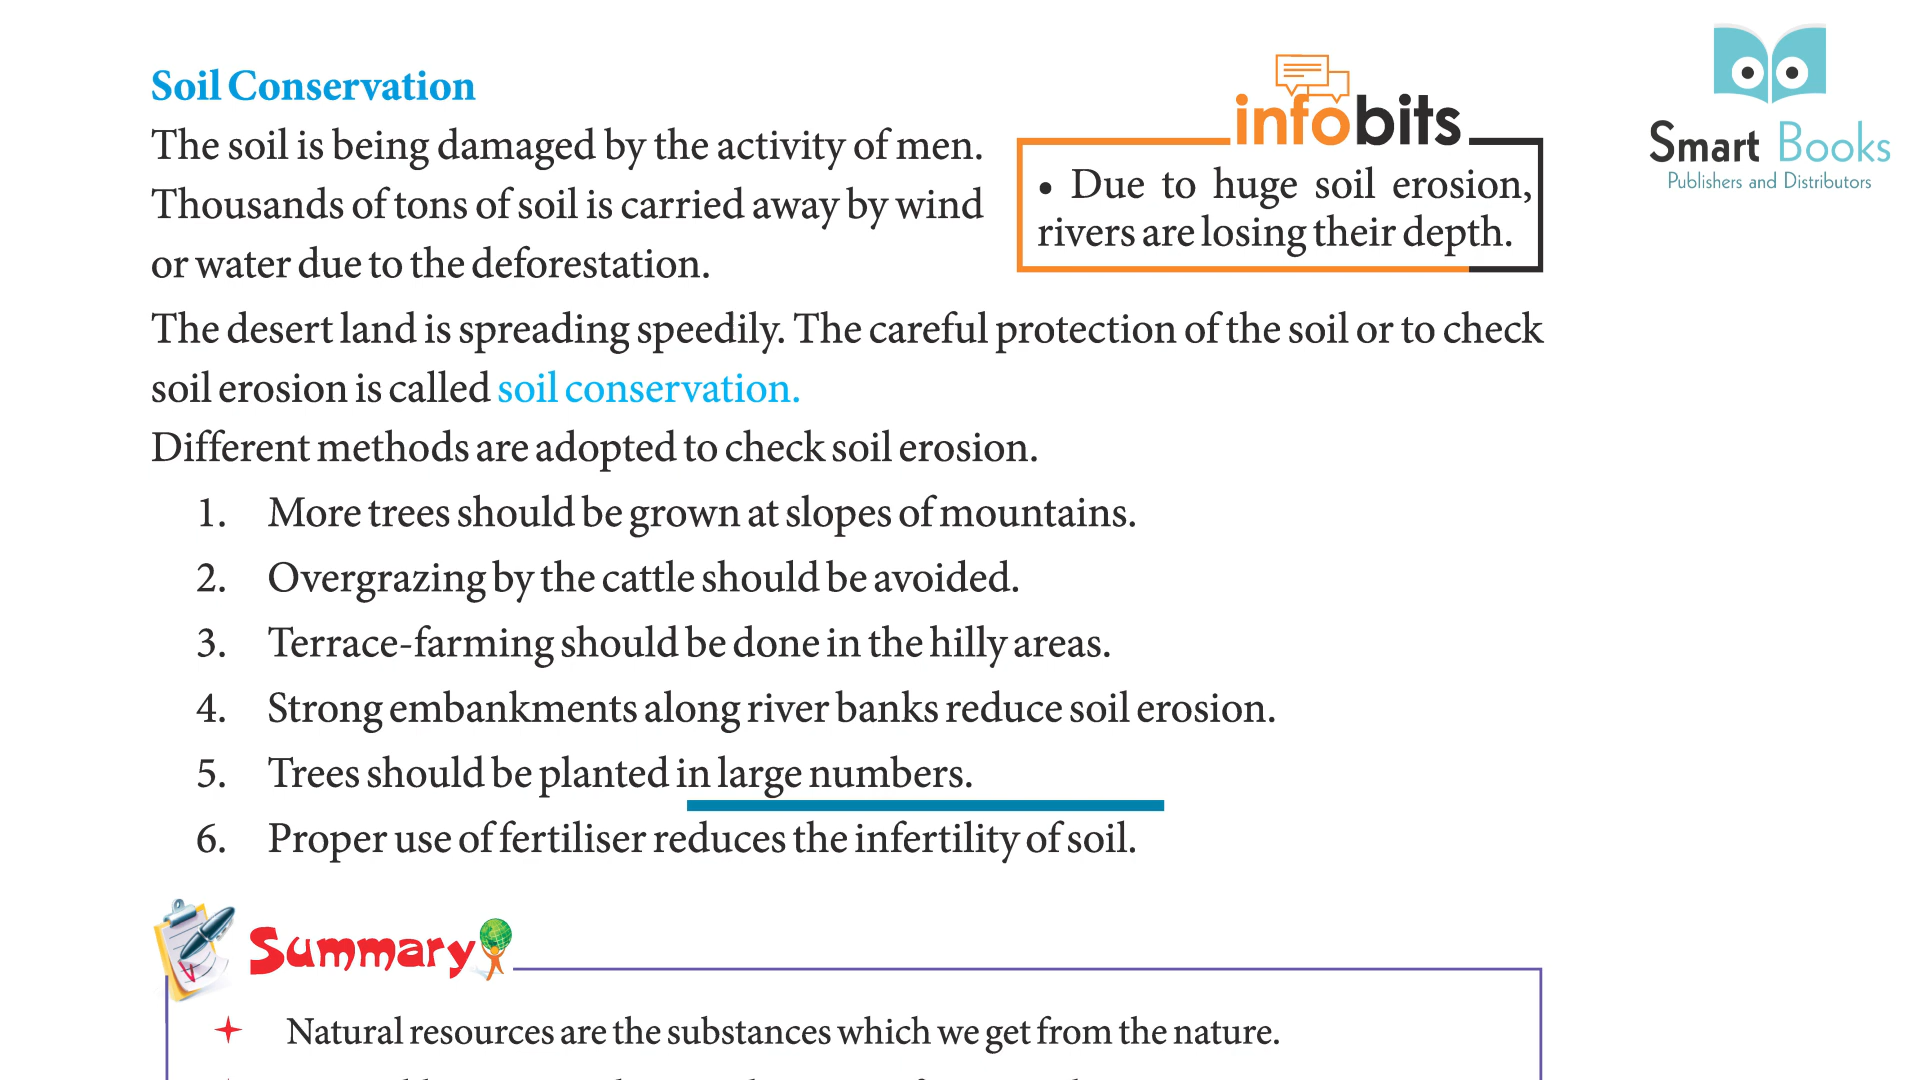 Soil Conservation
The soil is being damaged by the activity of men.
Thousands of tons of soil is carried away by wind
or water due to the deforestation.
infobits
• Due to huge soil erosion,
rivers are losing their depth.
Smart Books
Publishers and Distributors
The desert land is spreading speedily. The careful protection of the soil or to check
soil erosion is called soil conservation.
Different methods are adopted to check soil erosion.
1. More trees should be grown at slopes of mountains.
2. Overgrazing by the cattle should be avoided.
3. Terrace-farming should be done in the hilly areas.
4. Strong embankments along river banks reduce soil erosion.
5. Trees should be planted in large numbers.
6. Proper use of fertiliser reduces the infertility of soil.
Summary
Natural resources are the substances which we get from the nature.